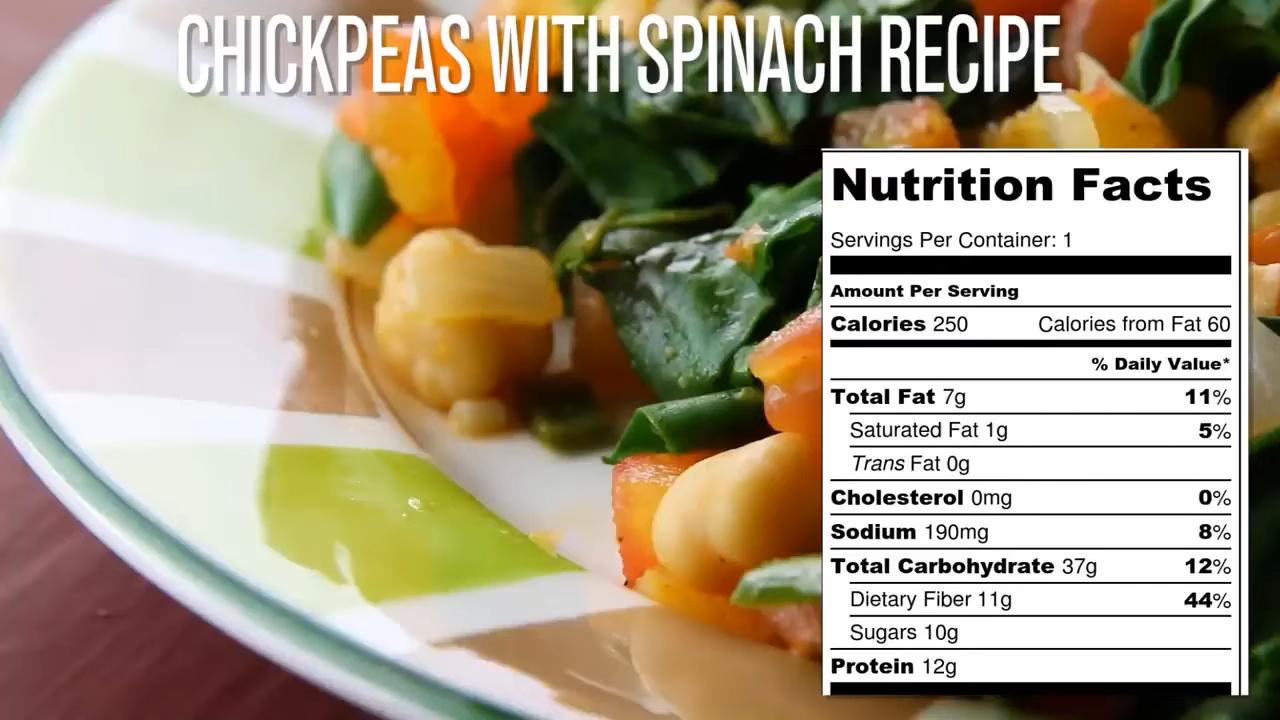 CHICKPEAS WITH SPINACH RECIPE
Nutrition Facts
Servings Per Container: 1
Amount Per Serving
Calories 250 Calories from Fat 60
% Daily Value*
Total Fat 7g 11%
Saturated Fat 1g 5%
Trans Fat 0g
Cholesterol 0mg 0%
Sodium 190mg 8%
Total Carbohydrate 37g 12%
Dietary Fiber 11g 44%
Sugars 10g
Protein 12g